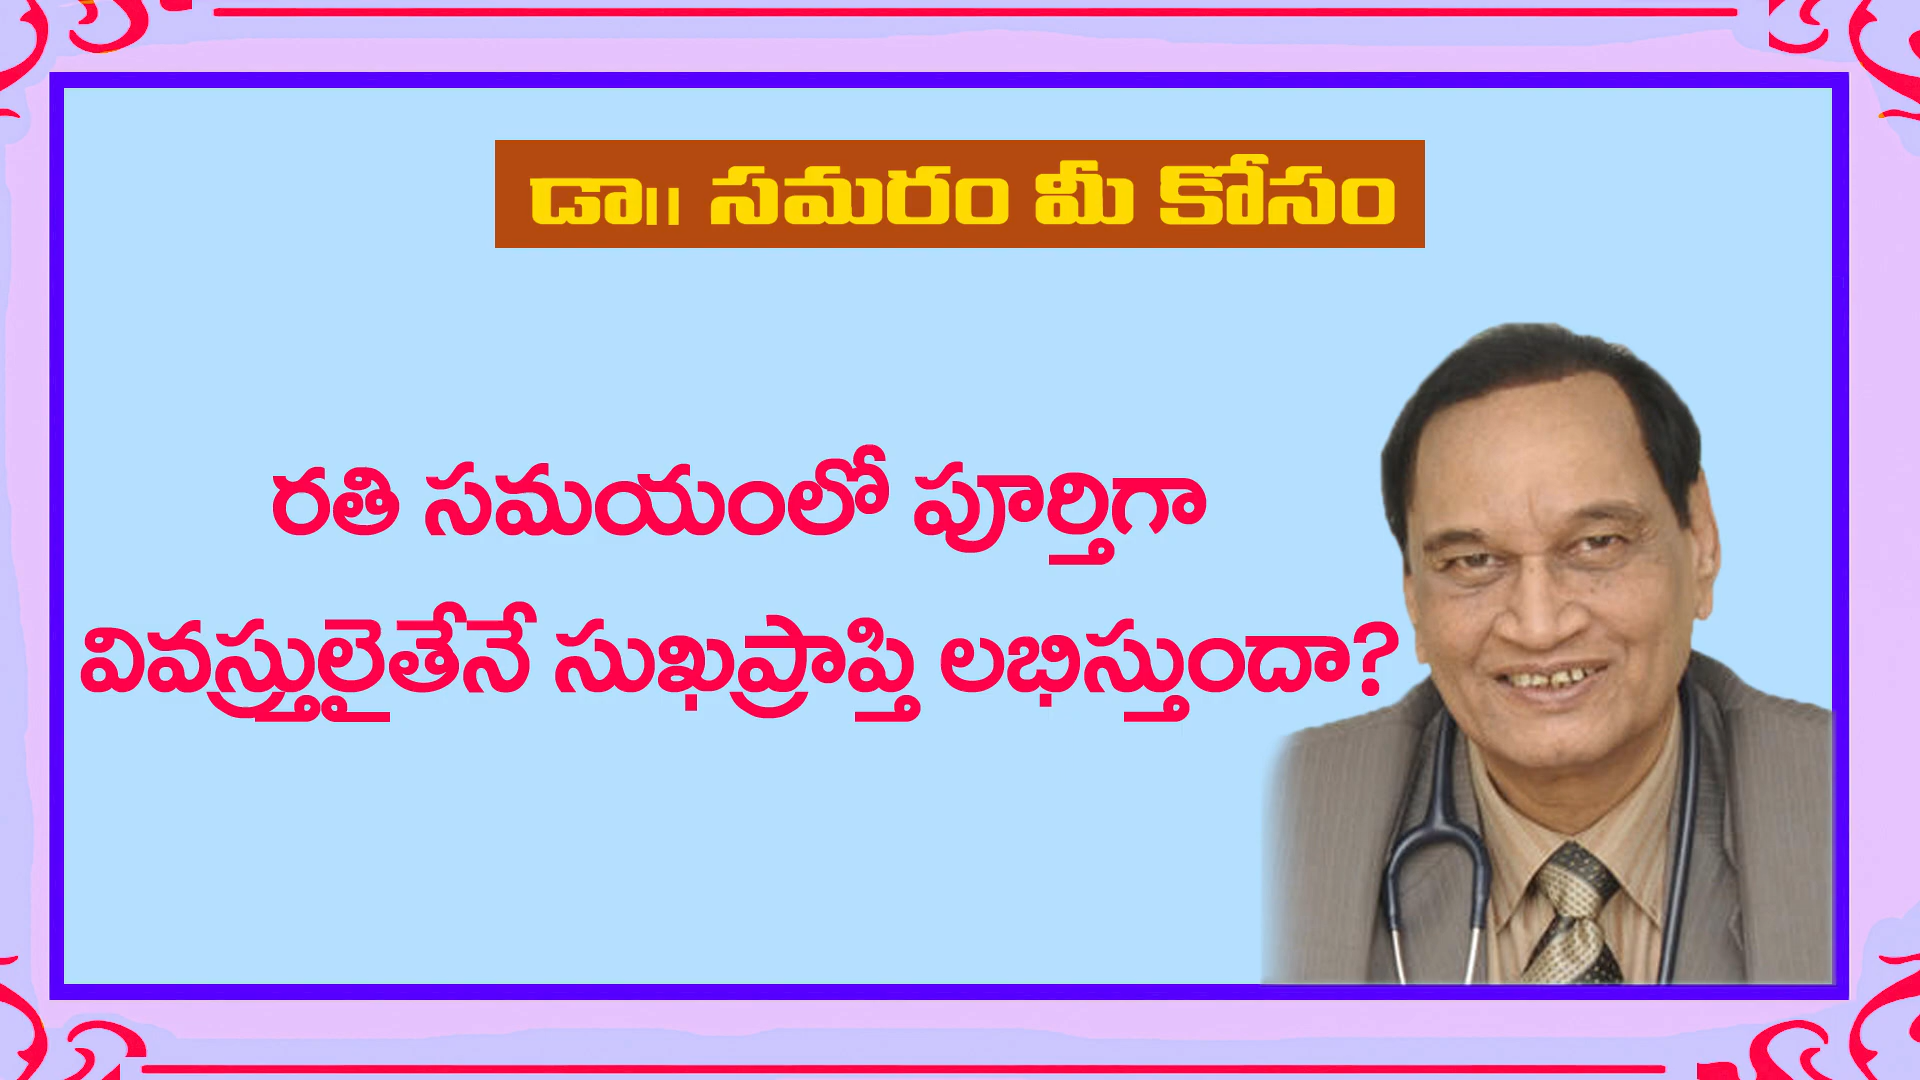 డా॥ సమరం మీ కోసం
రతి సమయంలో పూర్తిగా
వివస్త్రులైతేనే సుఖప్రాప్తి లభిస్తుందా?